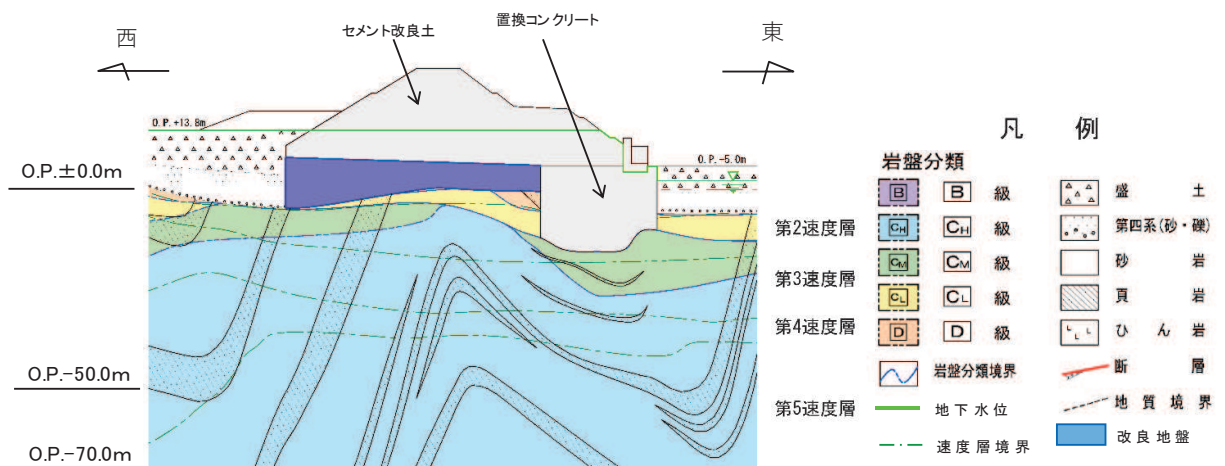 セメント改良土
置換コンクリート
西
東
O.P.+13.8m
O.P.-5.0m
O.P.±0.0m
O.P.-50.0m
O.P.-70.0m
第2速度層
第3速度層
第4速度層
第5速度層
凡 例
岩盤分類
B B 級
CH CH 級
CM CM 級
CL CL 級
D D 級
岩盤分類境界
地下水位
速度層境界
盛土
第四系(砂・礫)
砂岩
頁岩
ひん岩
断層
地質境界
改良地盤